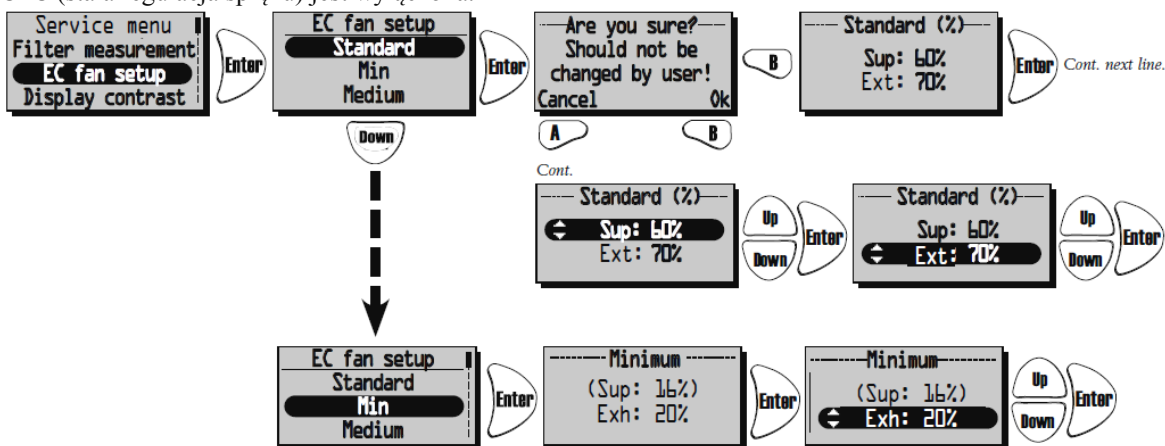 (stała regulacja sprężu) jest
Service menu
Filter measurement
EC fan setup
Display contrast
Enter
EC fan setup
Standard
Min
Medium
Enter
Down
Are you sure?
Should not be
changed by user!
Cancel Ok
A B
B
Standard (%)
Sup: 60%
Ext: 70%
Enter
Cont. next line.
Cont.
Standard (%)
Sup: 60%
Ext: 70%
Up
Down
Enter
Standard (%)
Sup: 60%
Ext: 70%
Up
Down
Enter
EC fan setup
Standard
Min
Medium
Enter
Minimum
(Sup: 16%)
Exh: 20%
Enter
Minimum
(Sup: 16%)
Exh: 20%
Up
Down
Enter